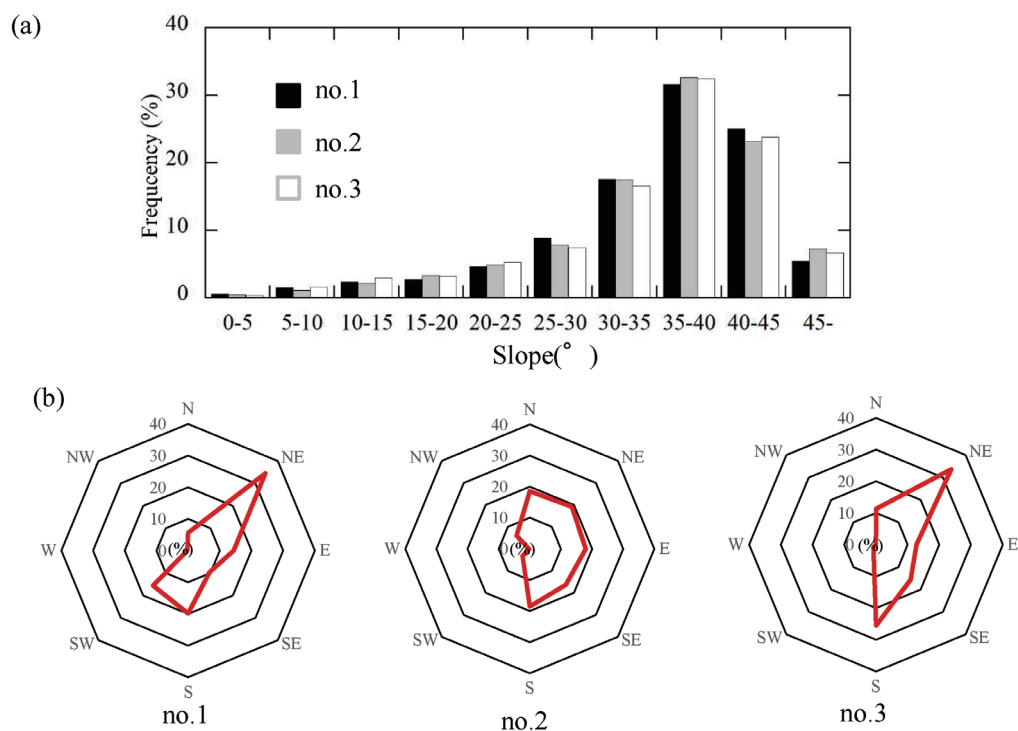 (a)
40
30
20
10
0
Frequcency (%)
no.1
no.2
no.3
0-5 5-10 10-15 15-20 20-25 25-30 30-35 35-40 40-45 45-
Slope(° )
(b)
N
NE
E
SE
S
SW
W
NW
40
30
20
10
0 (%)
no.1
N
NE
E
SE
S
SW
W
NW
40
30
20
10
0 (%)
no.2
N
NE
E
SE
S
SW
W
NW
40
30
20
10
0 (%)
no.3